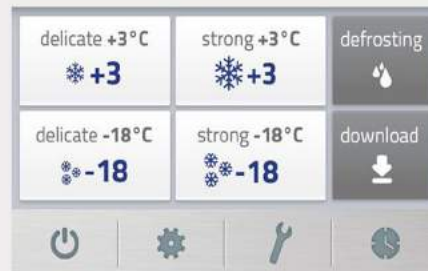 delicate +3°C
+3
strong +3°C
+3
defrosting
delicate -18°C
-18
strong -18°C
-18
download